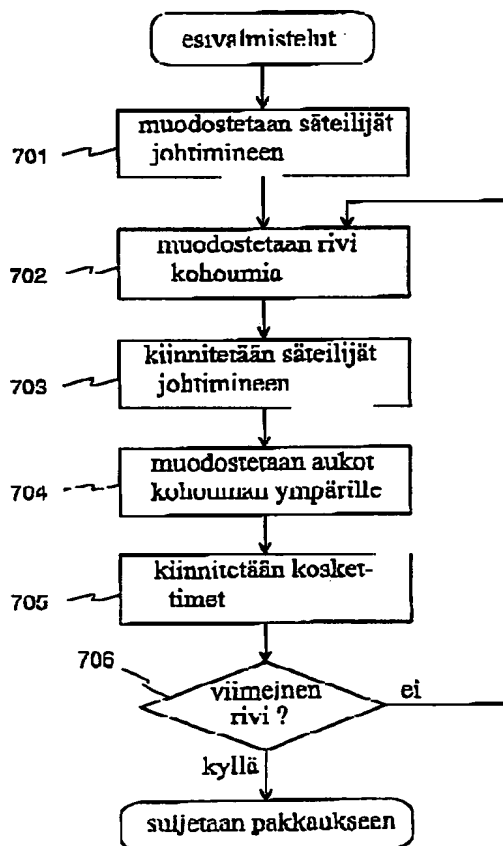 esivalmistelut
701
muodostetaan säteilijät
johtimineen
702
muodostetaan rivi
kohoumia
703
kiinnitetään säteilijät
johtimineen
704
muodostetaan aukot
kohouman ympärille
705
kiinnitetään kosket-
timet
706
viimeinen
rivi ?
ei
kyllä
suljetaan pakkaukseen